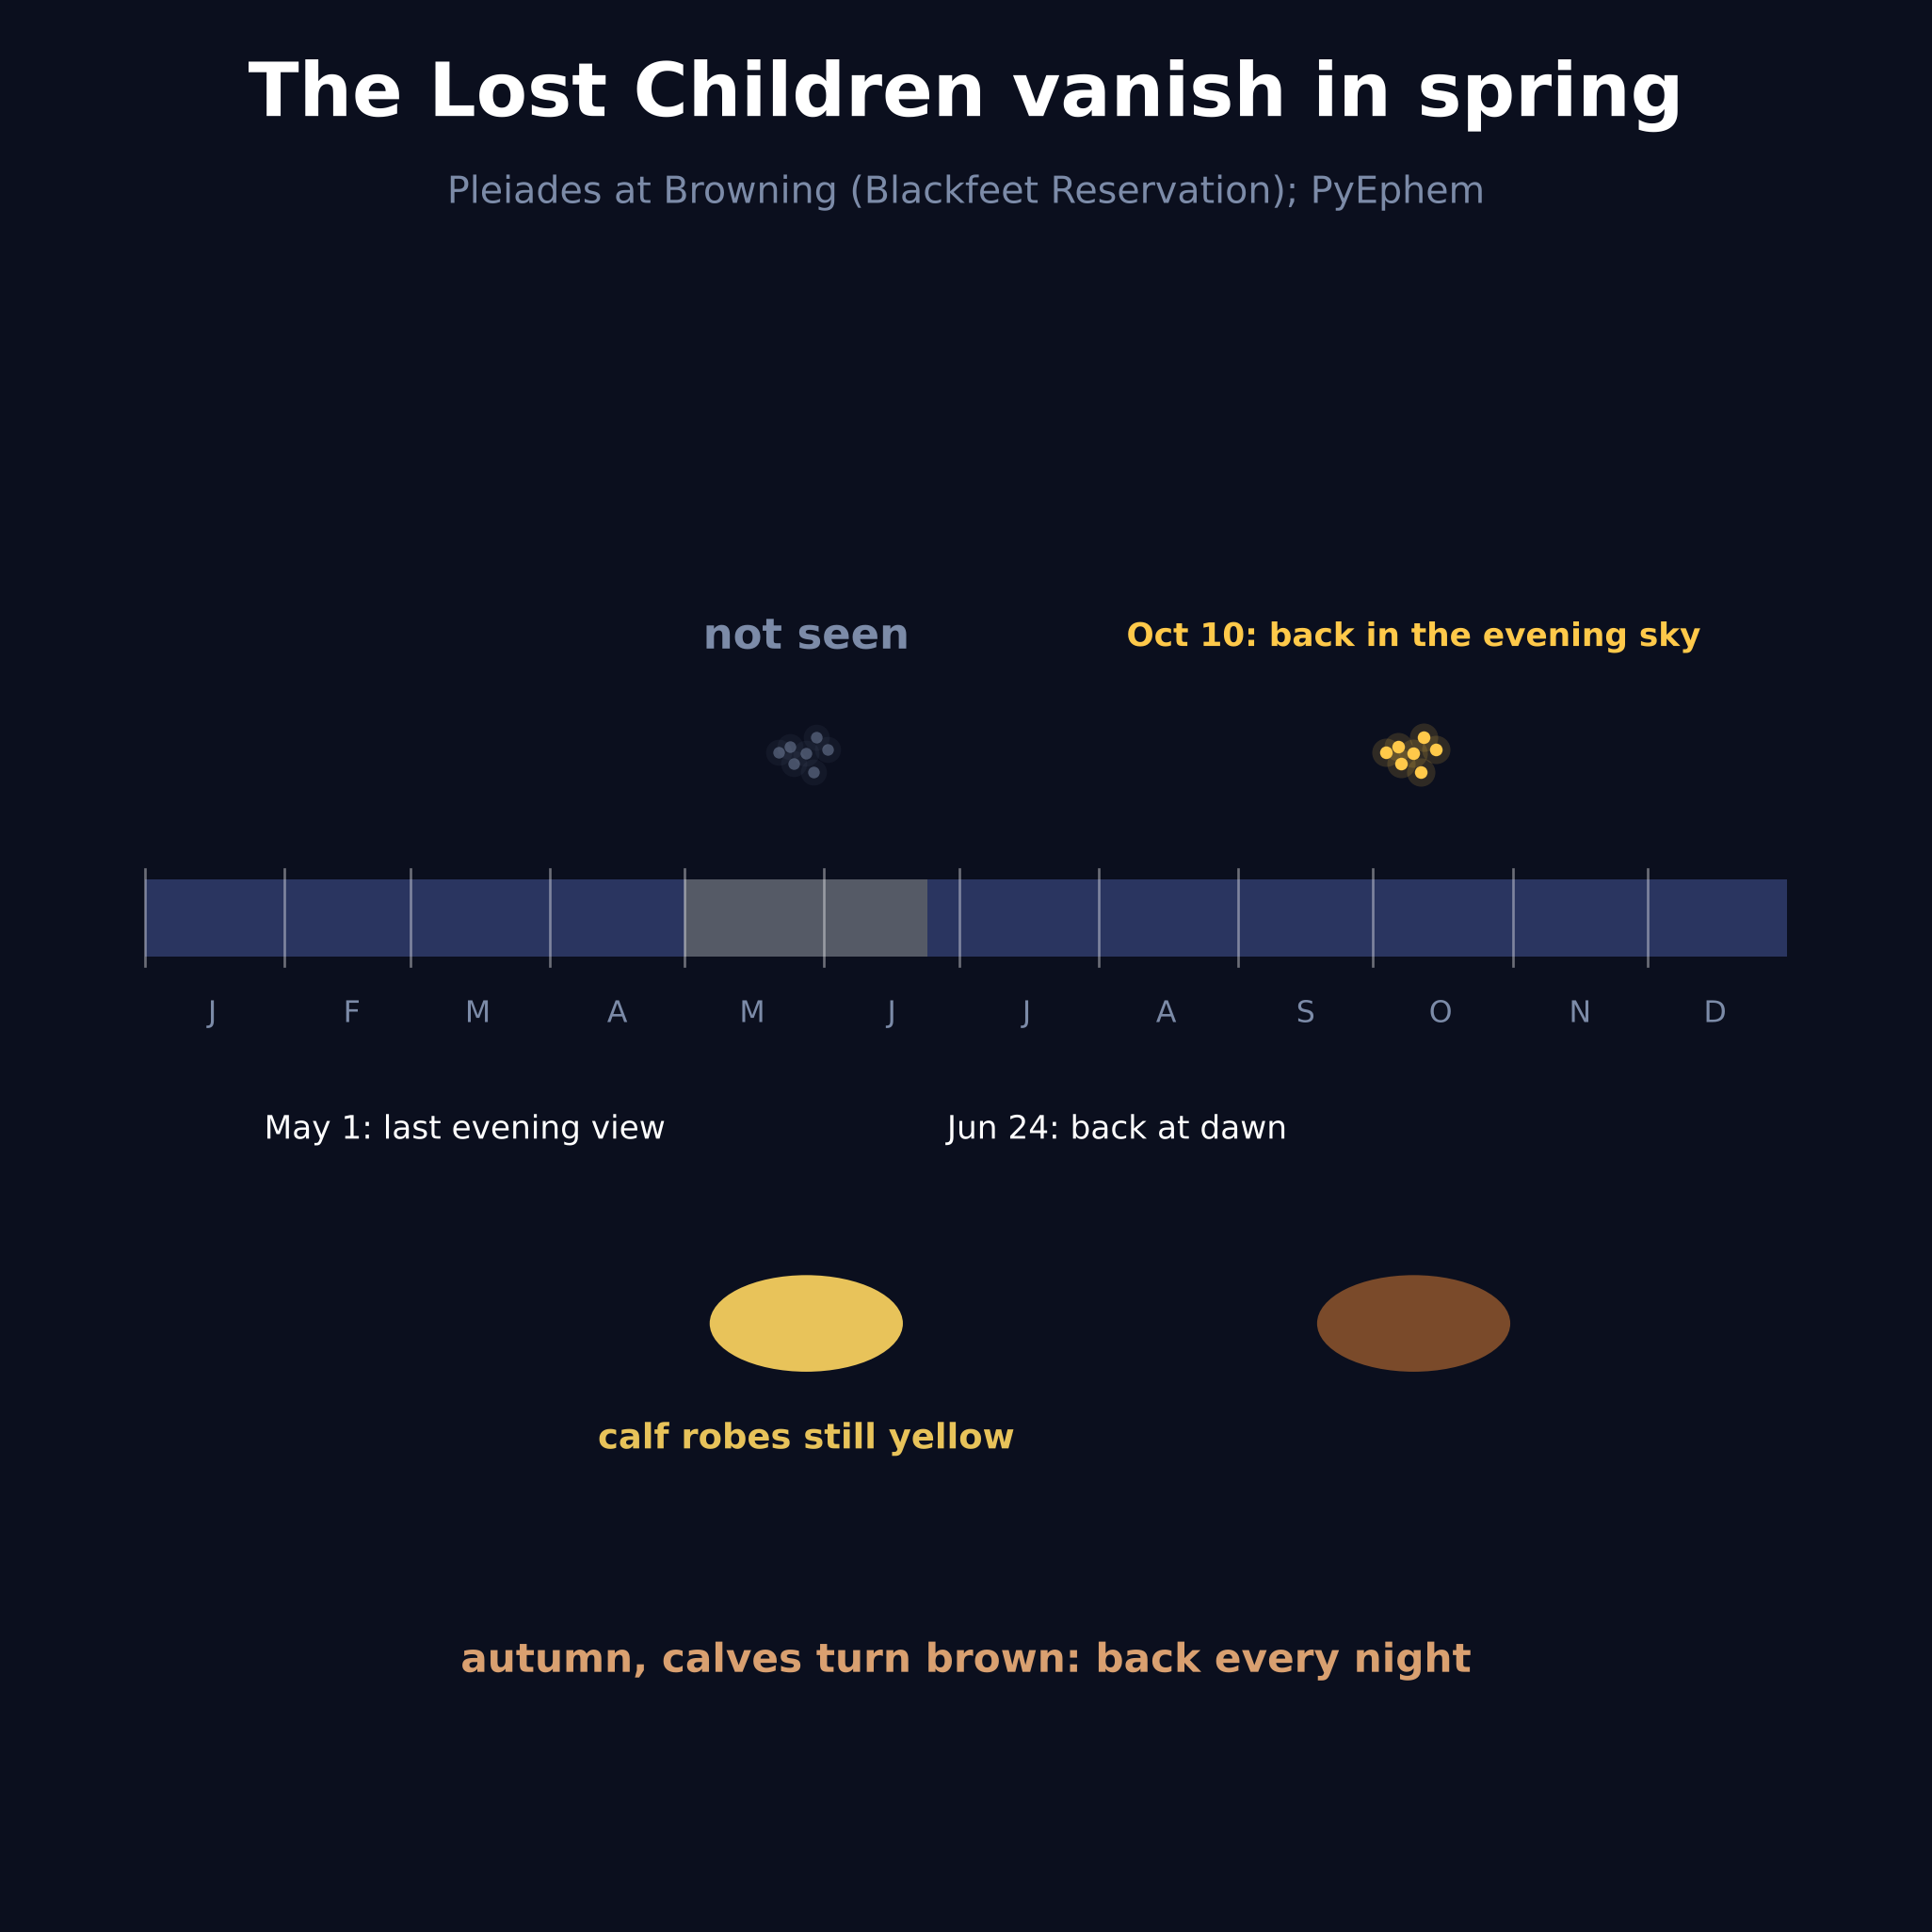 The Lost Children vanish in spring
Pleiades at Browning (Blackfeet Reservation); PyEphem
not seen
Oct 10: back in the evening sky
J F M A M J J A S O N D
May 1: last evening view
Jun 24: back at dawn
calf robes still yellow
autumn, calves turn brown: back every night